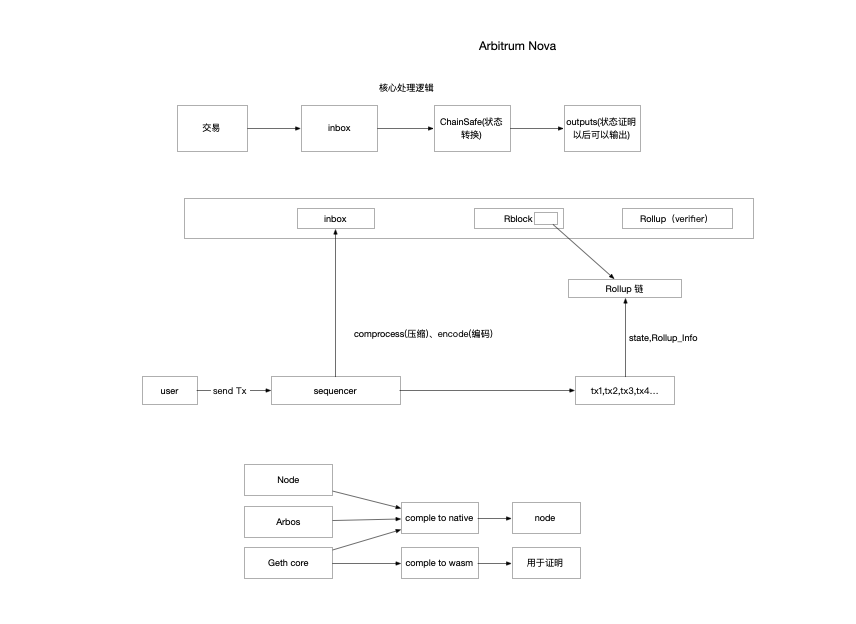 Arbitrum Nova
核心处理逻辑
交易
inbox
ChainSafe(状态
转换)
outputs(状态证明
以后可以输出)
inbox
Rblock
Rollup（verifier）
Rollup 链
comprocess(压缩)、encode(编码)
state,Rollup_Info
user
send Tx
sequencer
tx1,tx2,tx3,tx4...
Node
Arbos
Geth core
comple to native
node
comple to wasm
用于证明